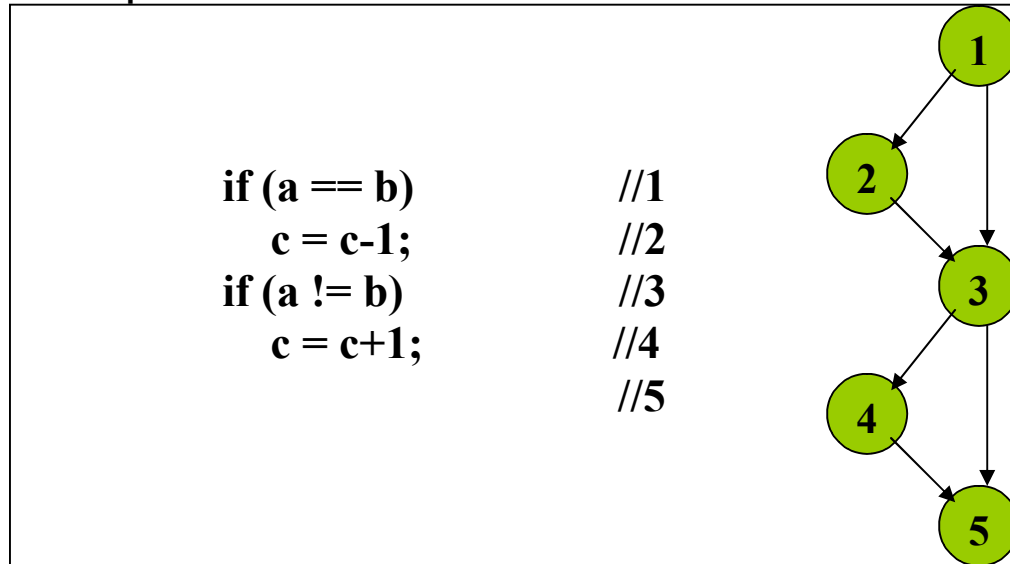 if (a == b) //1
c = c-1; //2
if (a != b) //3
c = c+1; //4
//5
1
2
3
4
5